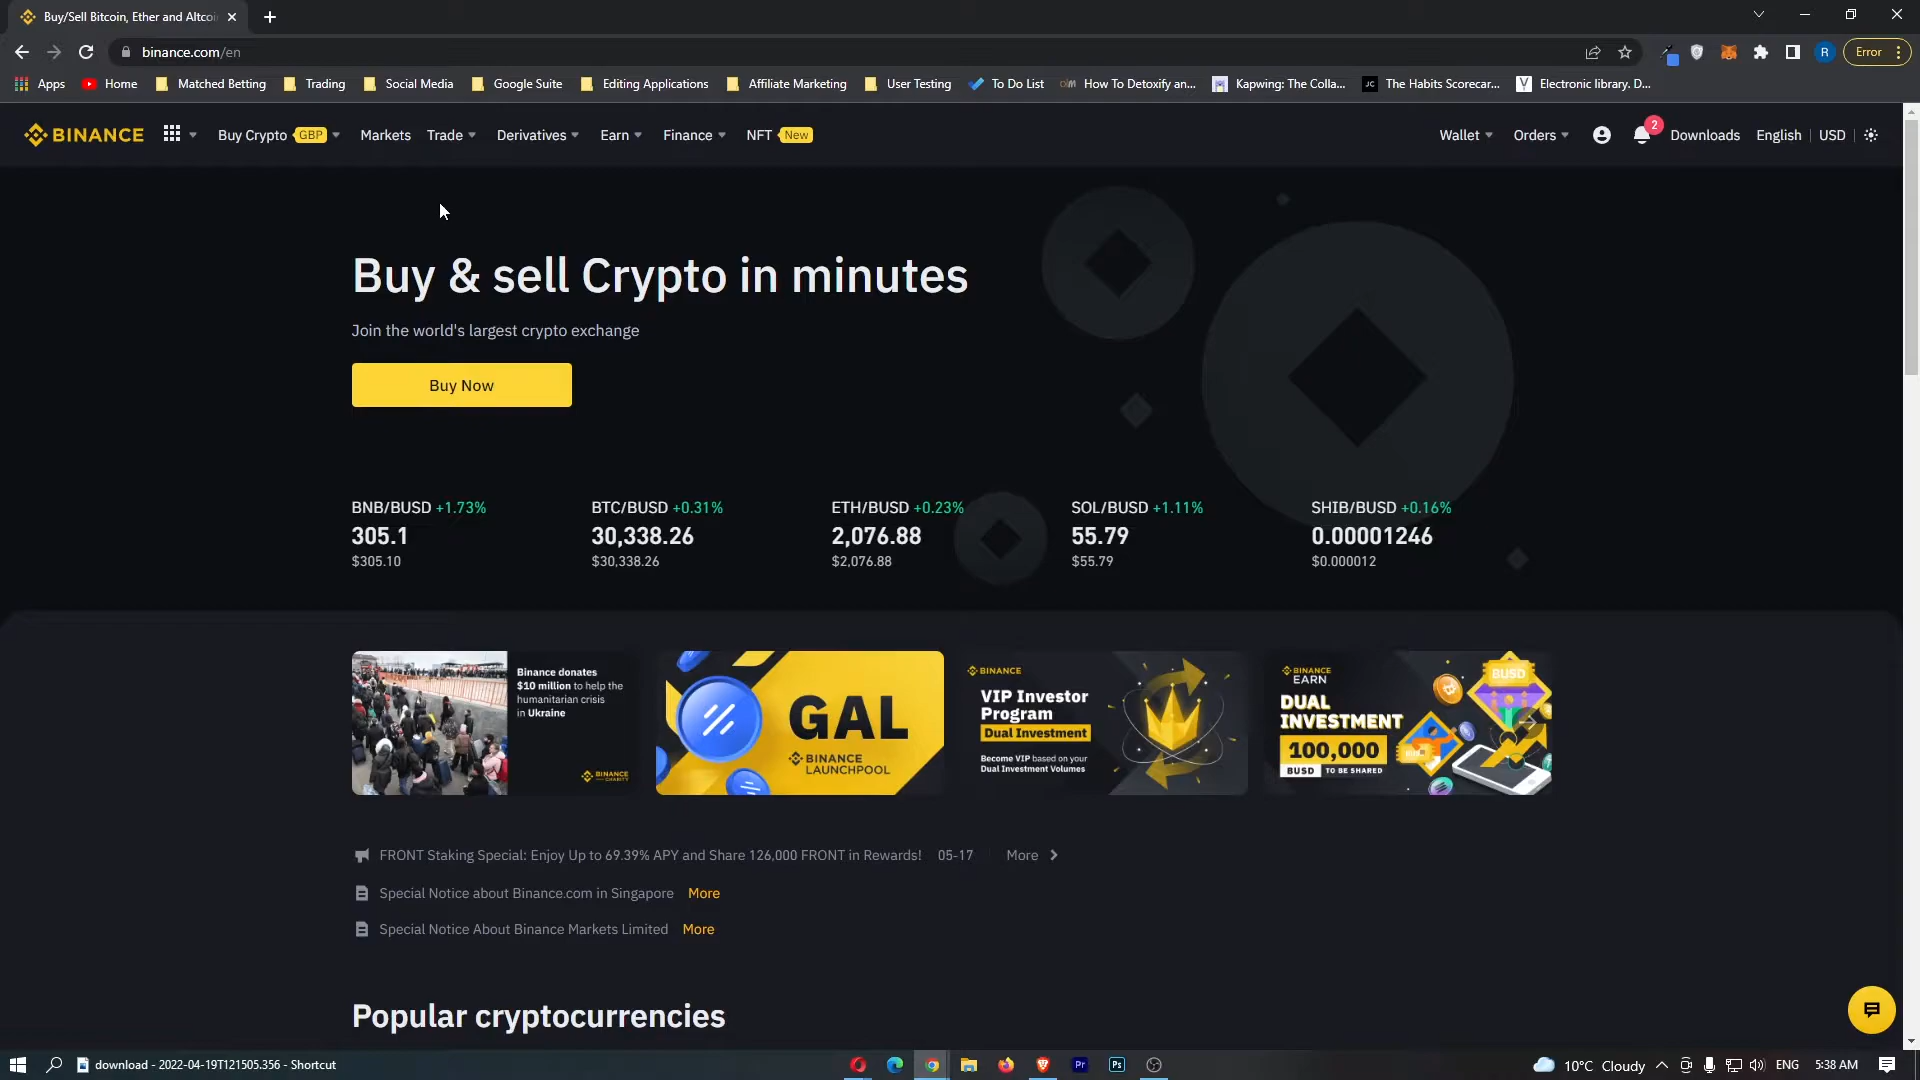 Buy/Sell Bitcoin, Ether and Altcoi
binance.com/en
Error
Apps Home Matched Betting Trading Social Media Google Suite Editing Applications Affiliate Marketing User Testing To Do List How To Detoxify an... Kapwing: The Colla... The Habits Scorecar... Electronic library. D...
BINANCE Buy Crypto GBP Markets Trade Derivatives Earn Finance NFT New Wallet Orders 2 Downloads English USD
Buy & sell Crypto in minutes
Join the world's largest crypto exchange
Buy Now
BNB/BUSD +1.73% BTC/BUSD +0.31% ETH/BUSD +0.23% SOL/BUSD +1.11% SHIB/BUSD +0.16%
305.1 30,338.26 2,076.88 55.79 0.00001246
$305.10 $30,338.26 $2,076.88 $55.79 $0.000012
Binance donates
$10 million to help the
humanitarian crisis
in Ukraine
BINANCE
GAL
BINANCE
LAUNCHPOOL
BINANCE
VIP Investor
Program
Dual Investment
Become VIP based on your
Dual Investment Volumes
BINANCE
EARN
DUAL
INVESTMENT
100,000
BUSD TO BE SHARED
BUSD
FRONT Staking Special: Enjoy Up to 69.39% APY and Share 126,000 FRONT in Rewards! 05-17 More
Special Notice about Binance.com in Singapore More
Special Notice About Binance Markets Limited More
Popular cryptocurrencies
download - 2022-04-19T121505.356 - Shortcut
10°C Cloudy ENG 5:38 AM